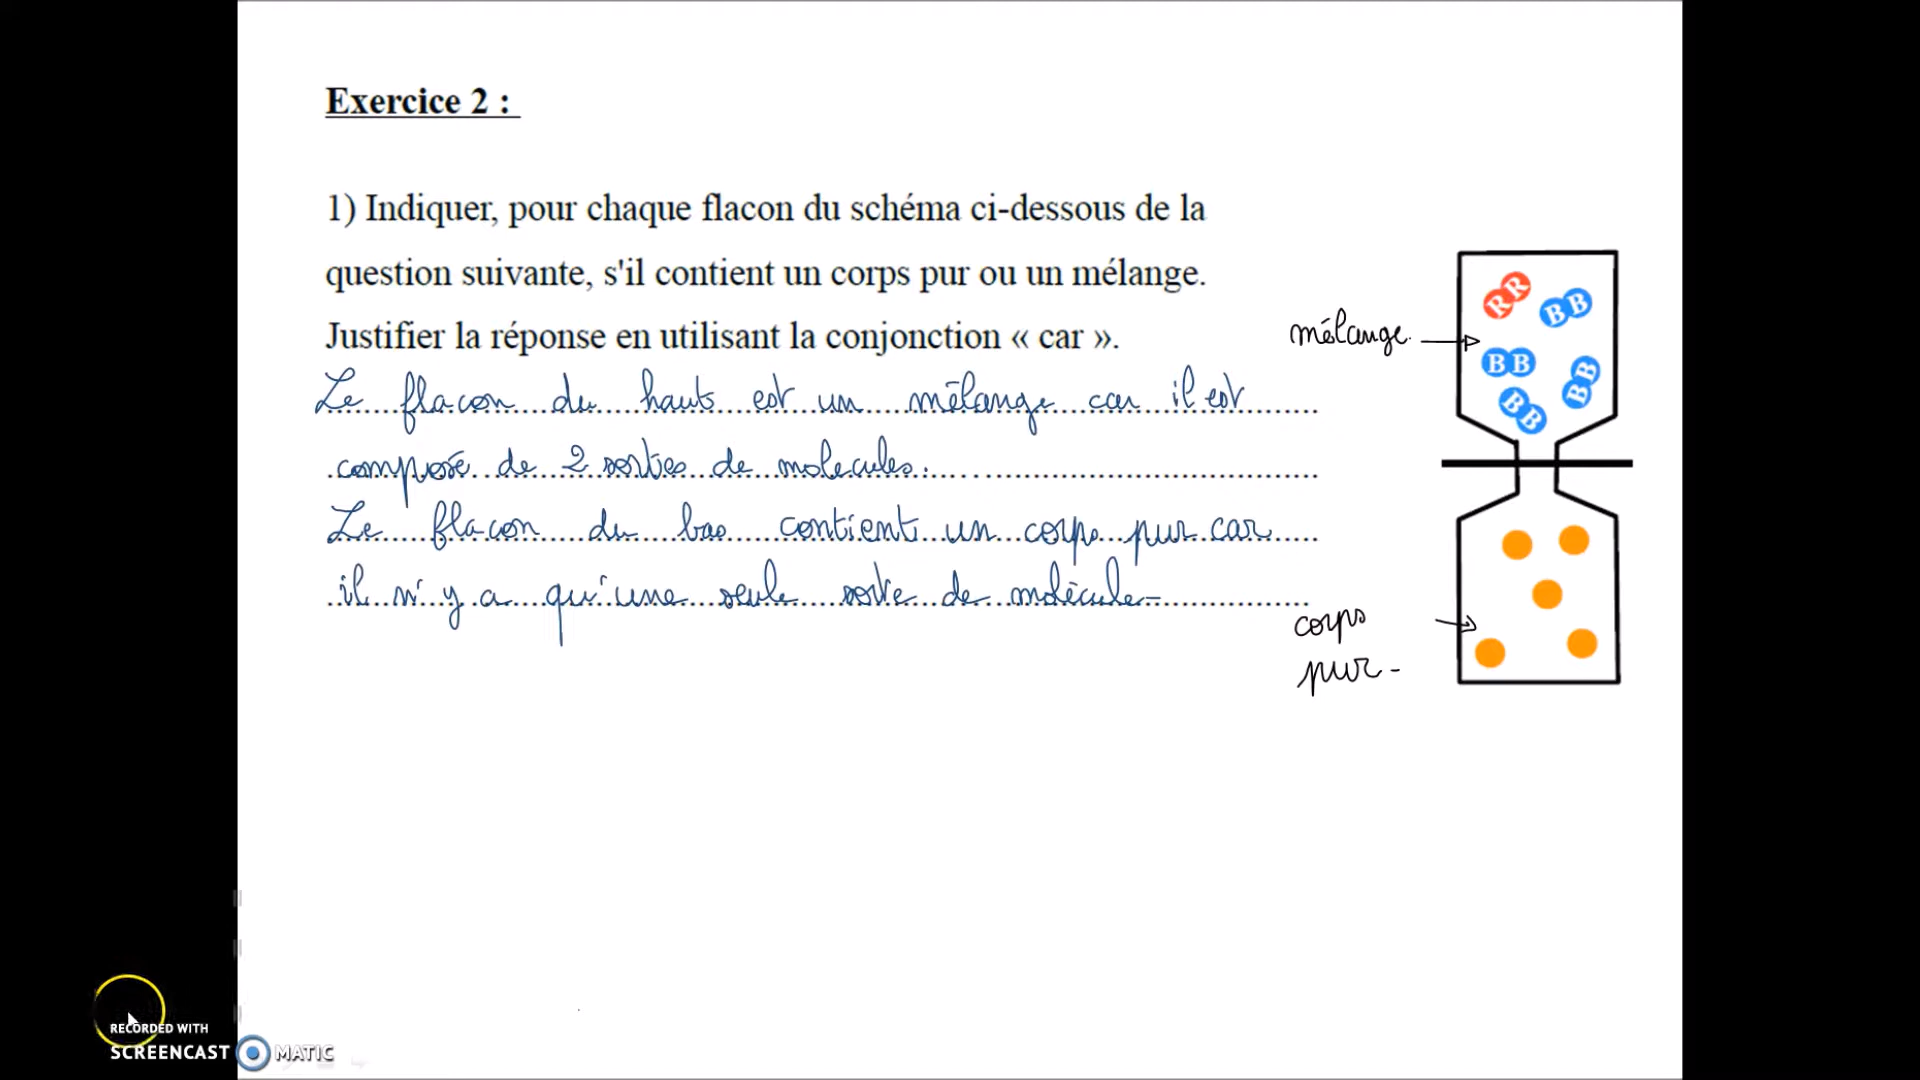 Exercice 2 :
1) Indiquer, pour chaque flacon du schéma ci-dessous de la
question suivante, s'il contient un corps pur ou un mélange.
Justifier la réponse en utilisant la conjonction « car ».
Le flacon du hauts est un mélange car il est
composé de 2 sorties de molecules.
Le flacon du bas contient un corps pur car
il n'y a qu'une seule sorte de molécule
mélange.
RR
BB
BB
BB
BB
corps
pur
RECORDED WITH
SCREENCAST MATIC